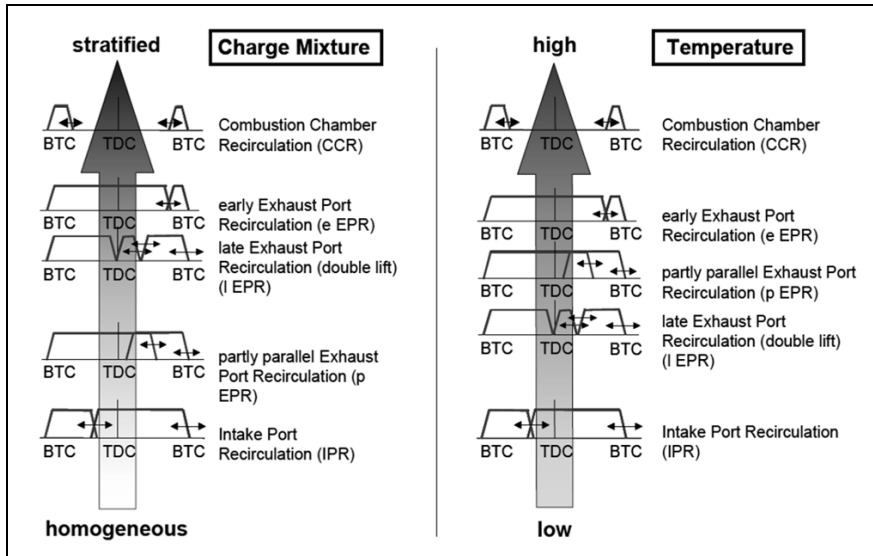 stratified
Charge Mixture
BTC TDC BTC
Combustion Chamber
Recirculation (CCR)
BTC TDC BTC
early Exhaust Port
Recirculation (e EPR)
BTC TDC BTC
late Exhaust Port
Recirculation (double lift)
(l EPR)
BTC TDC BTC
partly parallel Exhaust
Port Recirculation (p
EPR)
BTC TDC BTC
Intake Port
Recirculation (IPR)
homogeneous
high
Temperature
BTC TDC BTC
Combustion Chamber
Recirculation (CCR)
BTC TDC BTC
early Exhaust Port
Recirculation (e EPR)
BTC TDC BTC
partly parallel Exhaust Port
Recirculation (p EPR)
BTC TDC BTC
late Exhaust Port
Recirculation (double lift)
(l EPR)
BTC TDC BTC
Intake Port Recirculation
(IPR)
low